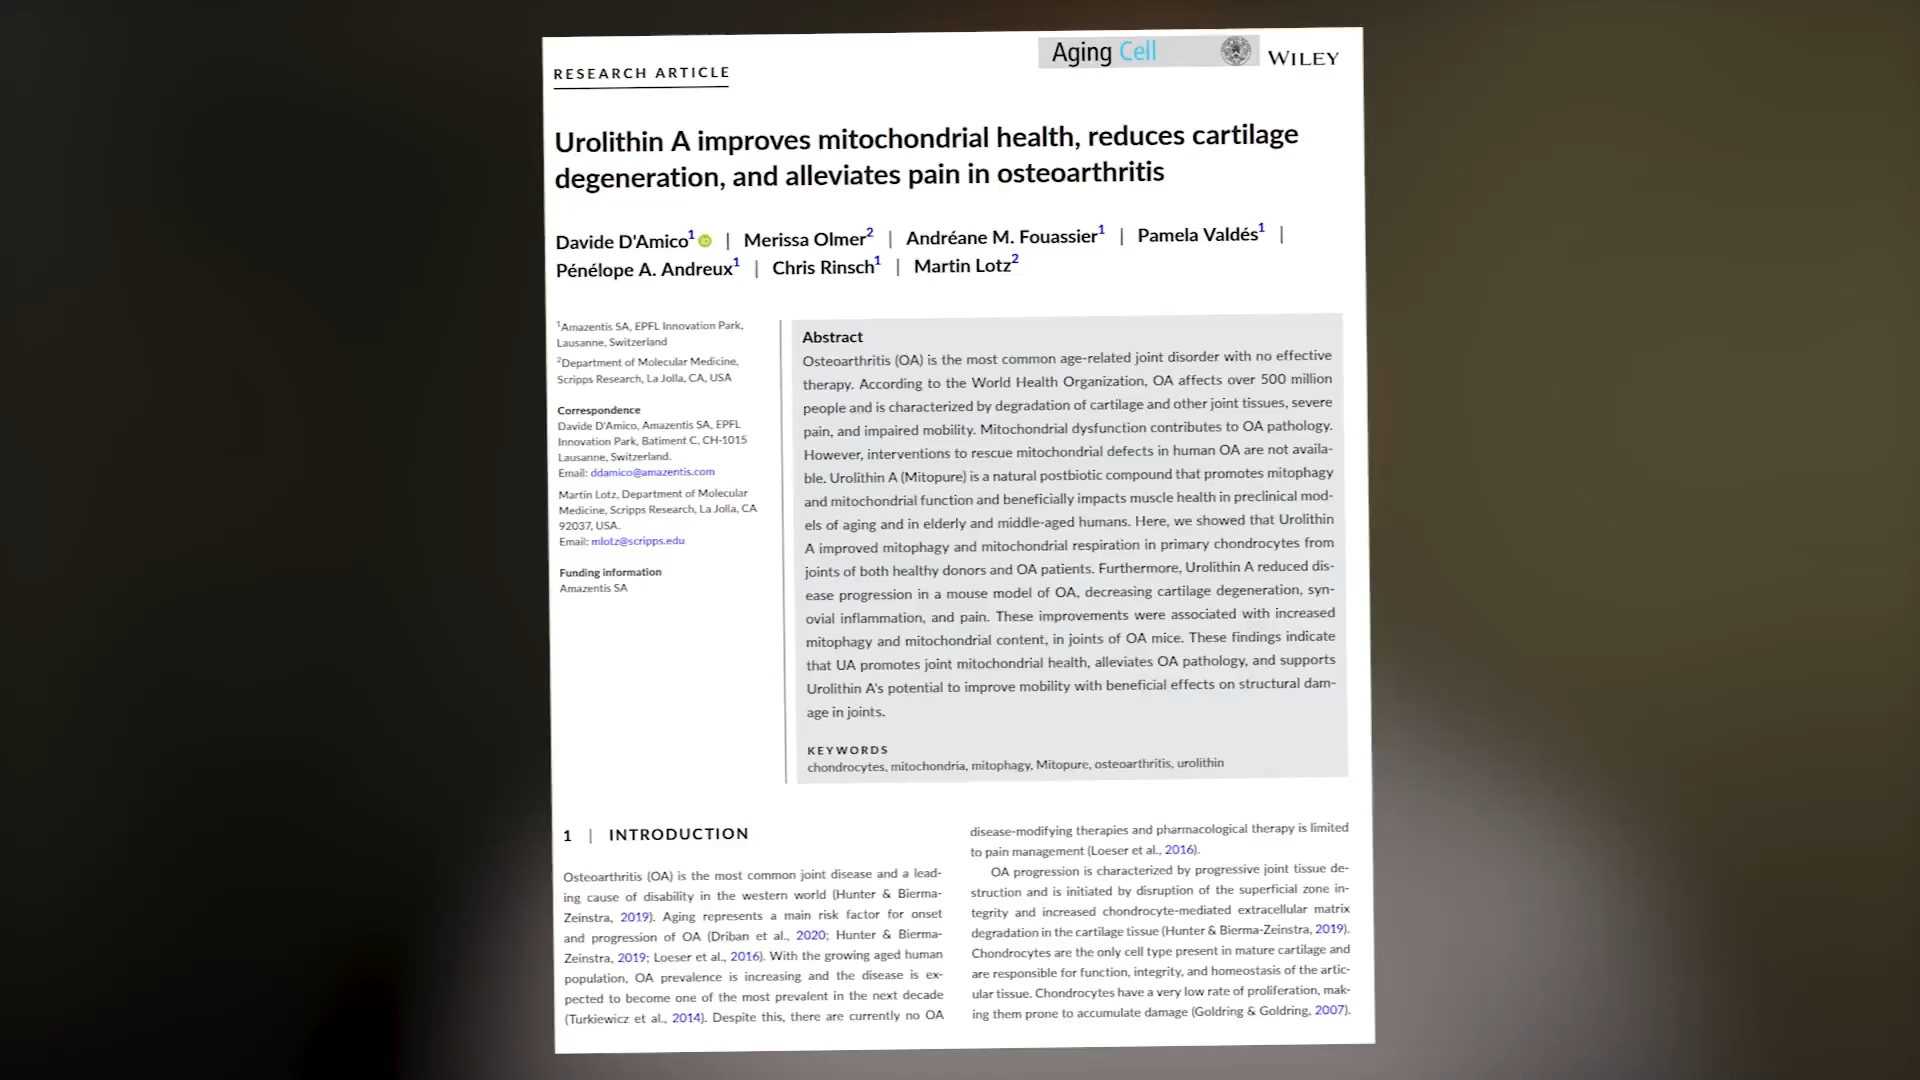 RESEARCH ARTICLE
Aging Cell
WILEY
Urolithin A improves mitochondrial health, reduces cartilage
degeneration, and alleviates pain in osteoarthritis
Davide D'Amico1 | Merissa Olmer2 | Andréane M. Fouassier1 | Pamela Valdés1 |
Pénélope A. Andreux1 | Chris Rinsch1 | Martin Lotz2
1Amazentis SA, EPFL Innovation Park,
Lausanne, Switzerland
2Department of Molecular Medicine,
Scripps Research, La Jolla, CA, USA
Correspondence
Davide D'Amico, Amazentis SA, EPFL
Innovation Park, Batiment C, CH-1015
Lausanne, Switzerland.
Email: ddamico@amazentis.com
Martin Lotz, Department of Molecular
Medicine, Scripps Research, La Jolla, CA
92037, USA.
Email: mlotz@scripps.edu
Funding information
Amazentis SA
Abstract
Osteoarthritis (OA) is the most common age-related joint disorder with no effective
therapy. According to the World Health Organization, OA affects over 500 million
people and is characterized by degradation of cartilage and other joint tissues, severe
pain, and impaired mobility. Mitochondrial dysfunction contributes to OA pathology.
However, interventions to rescue mitochondrial defects in human OA are not availa-
ble. Urolithin A (Mitopure) is a natural postbiotic compound that promotes mitophagy
and mitochondrial function and beneficially impacts muscle health in preclinical mod-
els of aging and in elderly and middle-aged humans. Here, we showed that Urolithin
A improved mitophagy and mitochondrial respiration in primary chondrocytes from
joints of both healthy donors and OA patients. Furthermore, Urolithin A reduced dis-
ease progression in a mouse model of OA, decreasing cartilage degeneration, syn-
ovial inflammation, and pain. These improvements were associated with increased
mitophagy and mitochondrial content, in joints of OA mice. These findings indicate
that UA promotes joint mitochondrial health, alleviates OA pathology, and supports
Urolithin A's potential to improve mobility with beneficial effects on structural dam-
age in joints.
KEYWORDS
chondrocytes, mitochondria, mitophagy, Mitopure, osteoarthritis, urolithin
1 | INTRODUCTION
Osteoarthritis (OA) is the most common joint disease and a lead-
ing cause of disability in the western world (Hunter & Bierma-
Zeinstra, 2019). Aging represents a main risk factor for onset
and progression of OA (Driban et al., 2020; Hunter & Bierma-
Zeinstra, 2019; Loeser et al., 2016). With the growing aged human
population, OA prevalence is increasing and the disease is ex-
pected to become one of the most prevalent in the next decade
(Turkiewicz et al., 2014). Despite this, there are currently no OA
disease-modifying therapies and pharmacological therapy is limited
to pain management (Loeser et al., 2016).
OA progression is characterized by progressive joint tissue de-
struction and is initiated by disruption of the superficial zone in-
tegrity and increased chondrocyte-mediated extracellular matrix
degradation in the cartilage tissue (Hunter & Bierma-Zeinstra, 2019).
Chondrocytes are the only cell type present in mature cartilage and
are responsible for function, integrity, and homeostasis of the artic-
ular tissue. Chondrocytes have a very low rate of proliferation, mak-
ing them prone to accumulate damage (Goldring & Goldring, 2007).